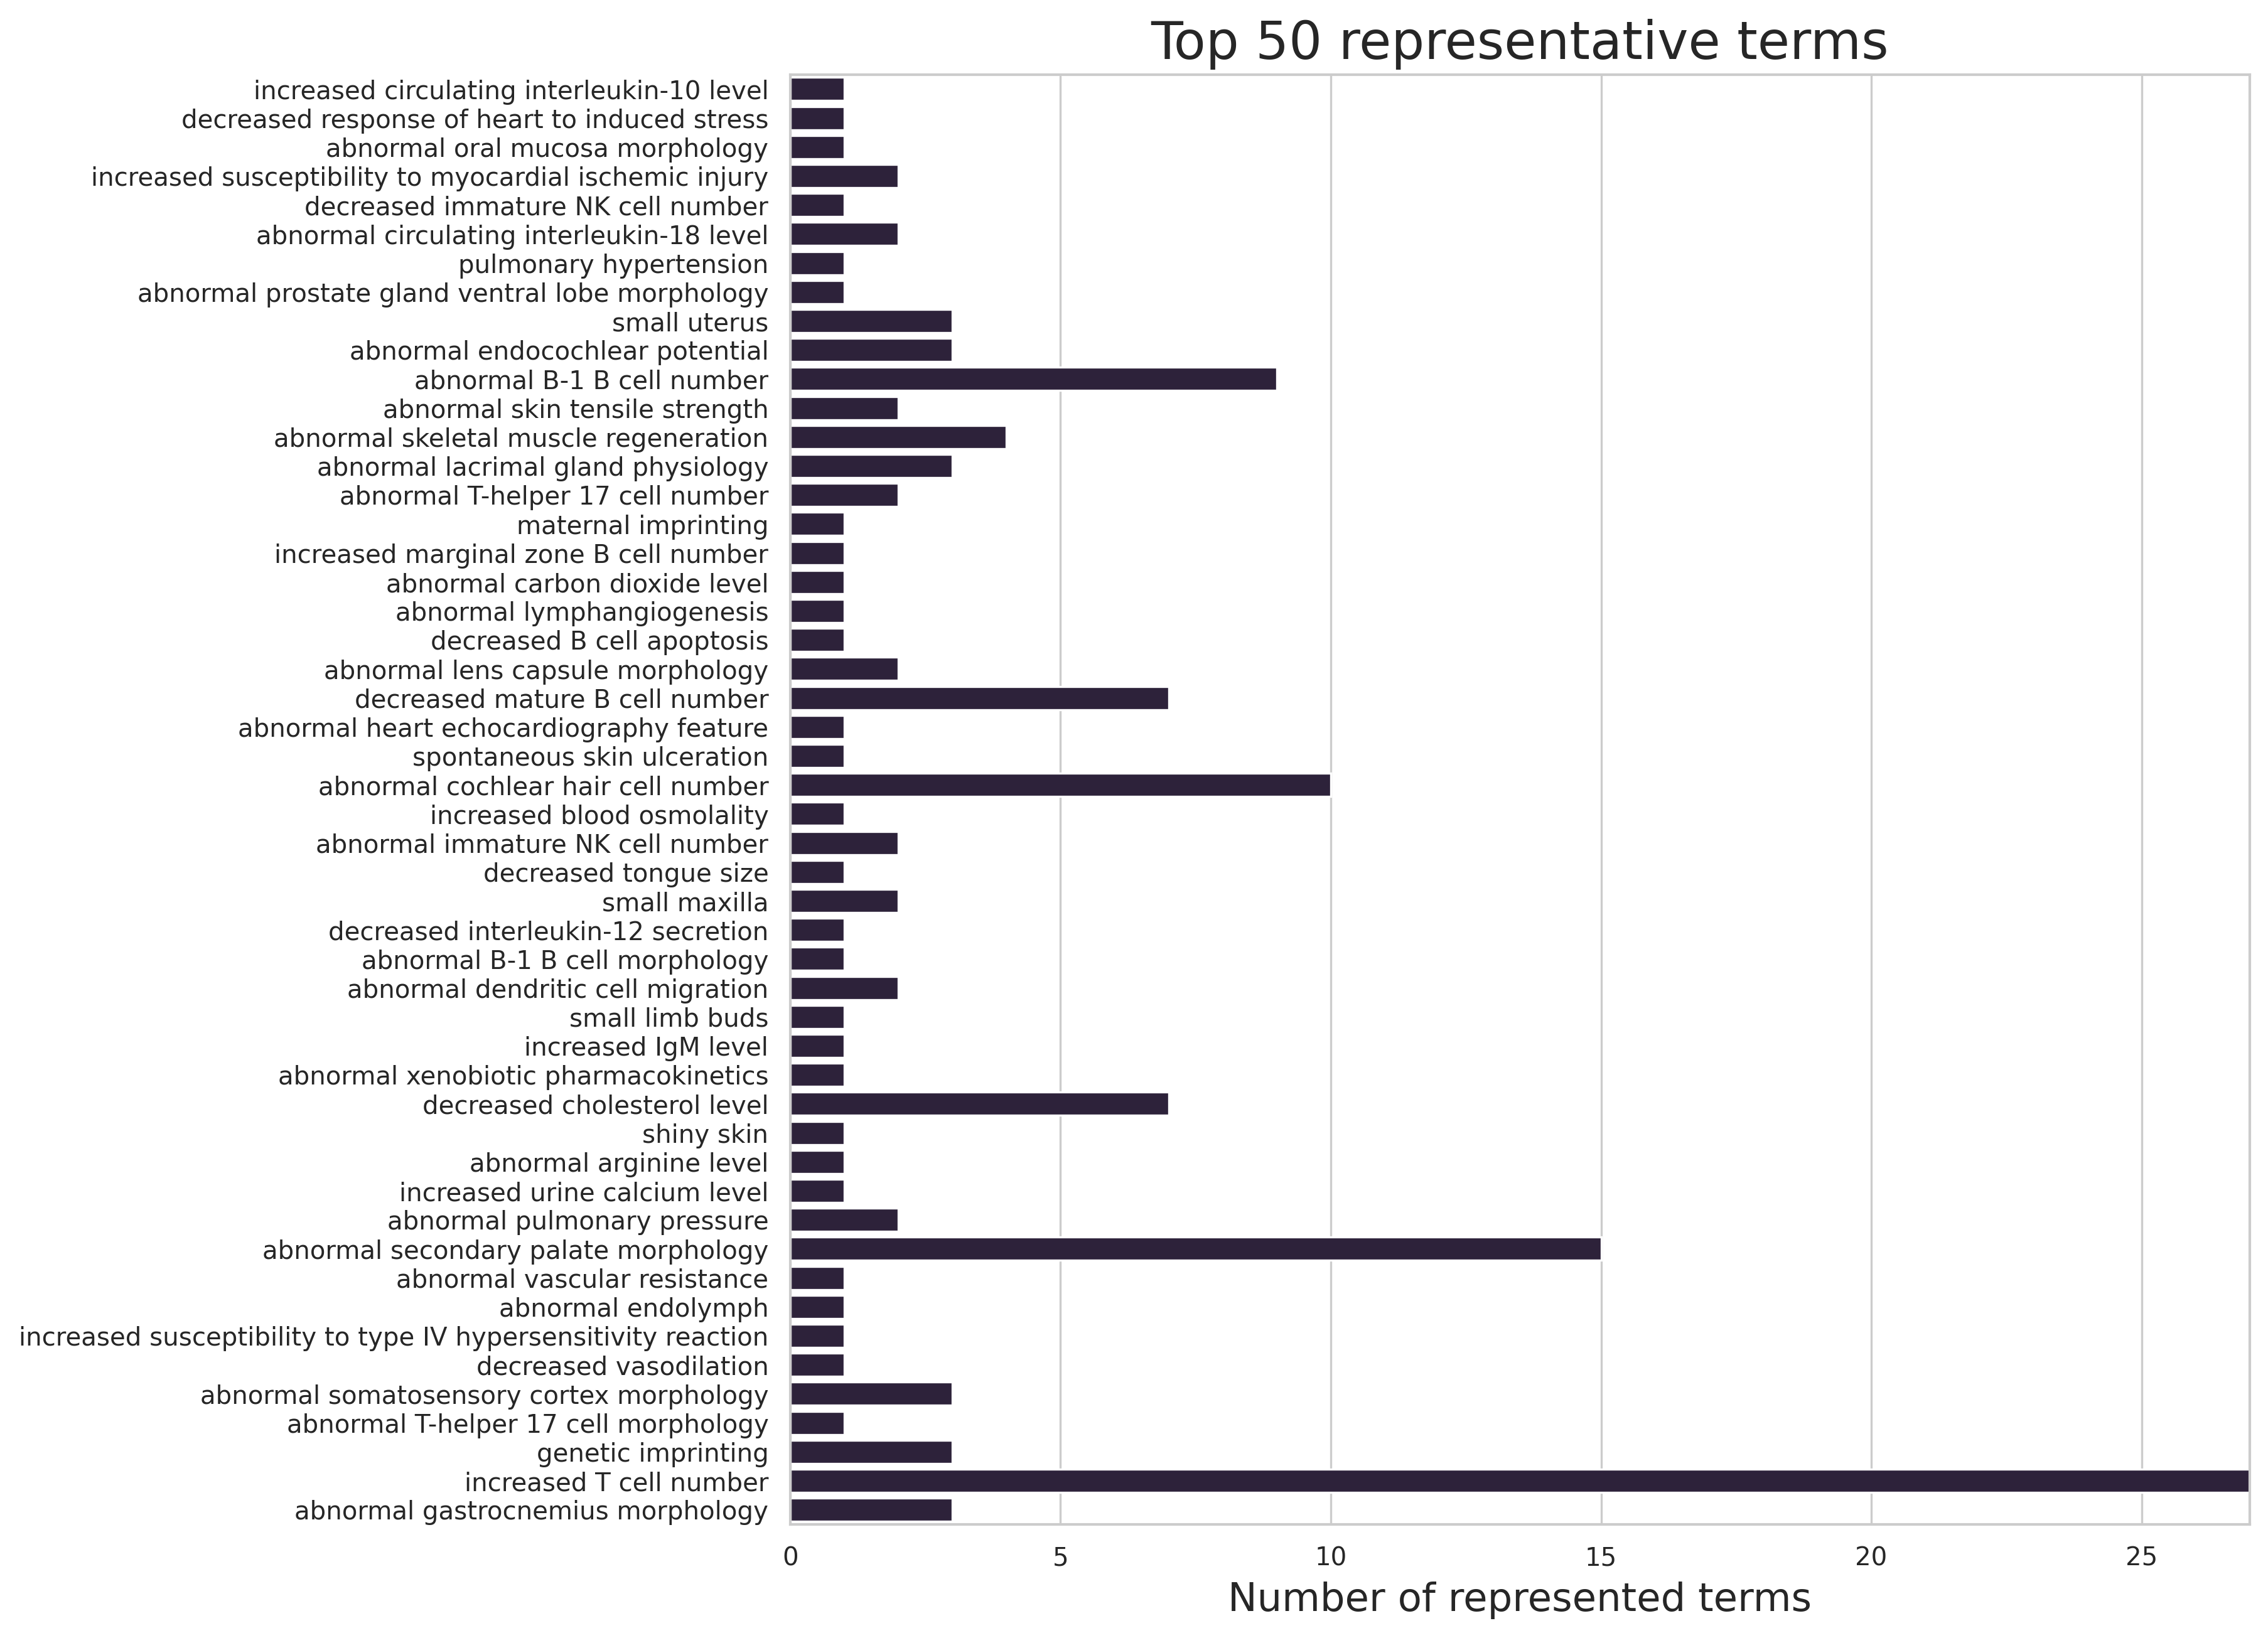 Top 50 representative terms
increased circulating interleukin-10 level
decreased response of heart to induced stress
abnormal oral mucosa morphology
increased susceptibility to myocardial ischemic injury
decreased immature NK cell number
abnormal circulating interleukin-18 level
pulmonary hypertension
abnormal prostate gland ventral lobe morphology
small uterus
abnormal endocochlear potential
abnormal B-1 B cell number
abnormal skin tensile strength
abnormal skeletal muscle regeneration
abnormal lacrimal gland physiology
abnormal T-helper 17 cell number
maternal imprinting
increased marginal zone B cell number
abnormal carbon dioxide level
abnormal lymphangiogenesis
decreased B cell apoptosis
abnormal lens capsule morphology
decreased mature B cell number
abnormal heart echocardiography feature
spontaneous skin ulceration
abnormal cochlear hair cell number
increased blood osmolality
abnormal immature NK cell number
decreased tongue size
small maxilla
decreased interleukin-12 secretion
abnormal B-1 B cell morphology
abnormal dendritic cell migration
small limb buds
increased IgM level
abnormal xenobiotic pharmacokinetics
decreased cholesterol level
shiny skin
abnormal arginine level
increased urine calcium level
abnormal pulmonary pressure
abnormal secondary palate morphology
abnormal vascular resistance
abnormal endolymph
increased susceptibility to type IV hypersensitivity reaction
decreased vasodilation
abnormal somatosensory cortex morphology
abnormal T-helper 17 cell morphology
genetic imprinting
increased T cell number
abnormal gastrocnemius morphology
0 5 10 15 20 25
Number of represented terms